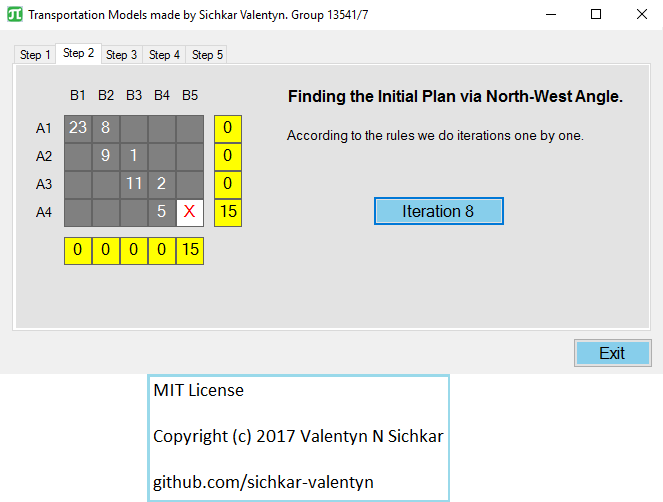 Transportation Models made by Sichkar Valentyn. Group 13541/7
Step 1 Step 2 Step 3 Step 4 Step 5
B1 B2 B3 B4 B5
Finding the Initial Plan via North-West Angle.
A1 23 8 0
According to the rules we do iterations one by one.
A2 9 1 0
A3 11 2 0
A4 5 X 15
Iteration 8
0 0 0 0 15
Exit
MIT License
Copyright (c) 2017 Valentyn N Sichkar
github.com/sichkar-valentyn